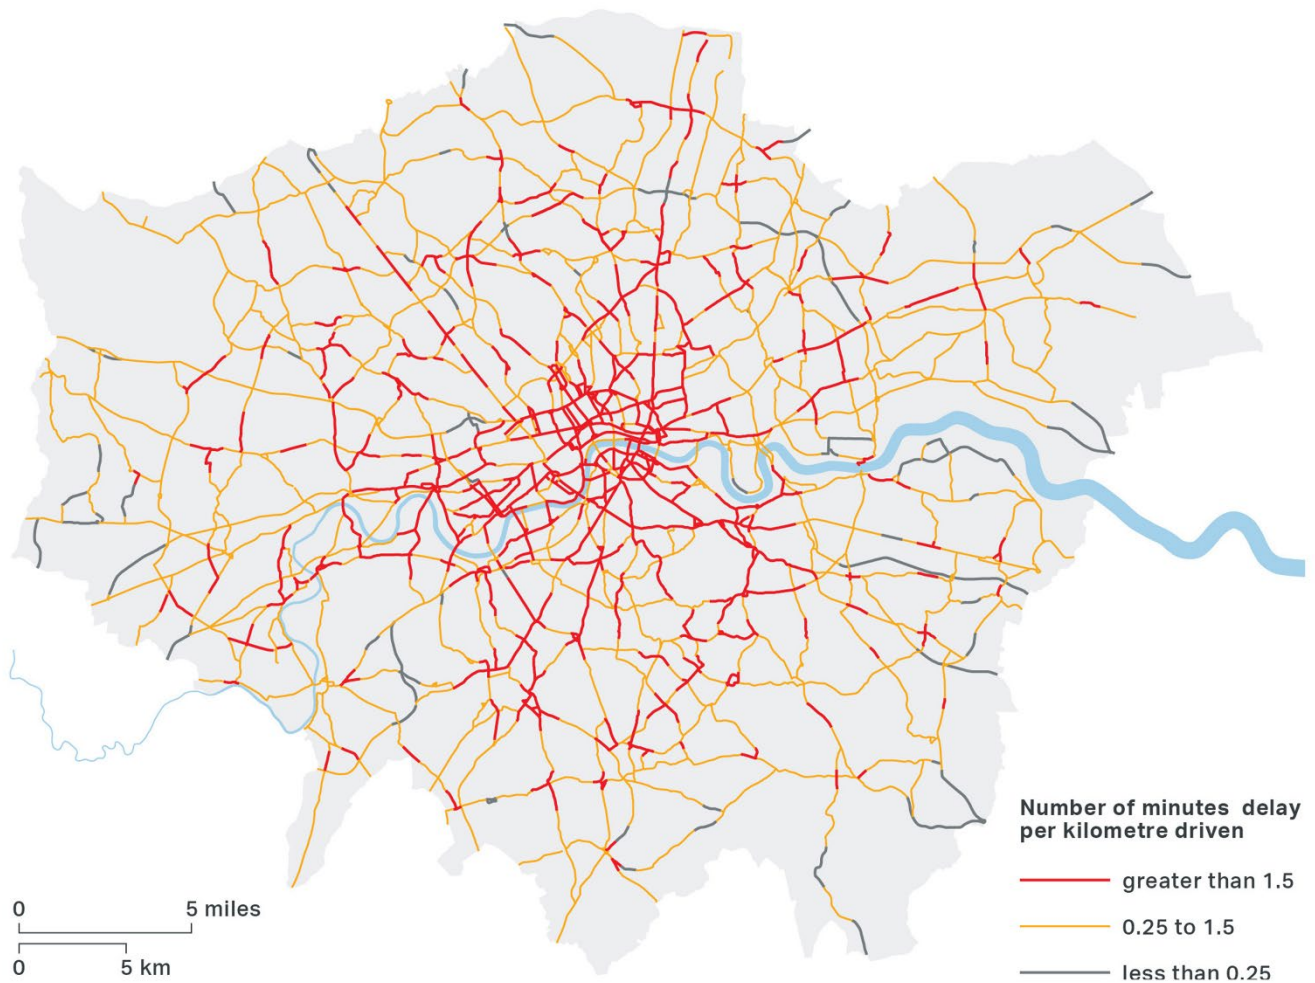 Number of minutes delay
per kilometre driven
greater than 1.5
0.25 to 1.5
less than 0.25
0 5 miles
0 5 km